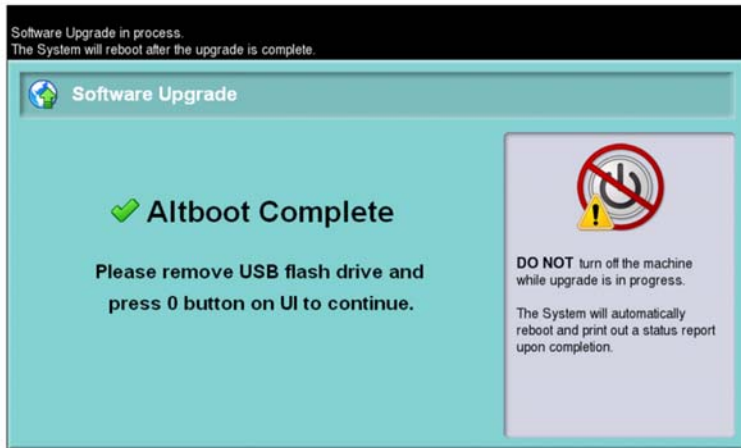 Software Upgrade in process.
The System will reboot after the upgrade is complete.
Software Upgrade
Altboot Complete
Please remove USB flash drive and
press 0 button on UI to continue.
DO NOT turn off the machine
while upgrade is in progress.
The System will automatically
reboot and print out a status report
upon completion.